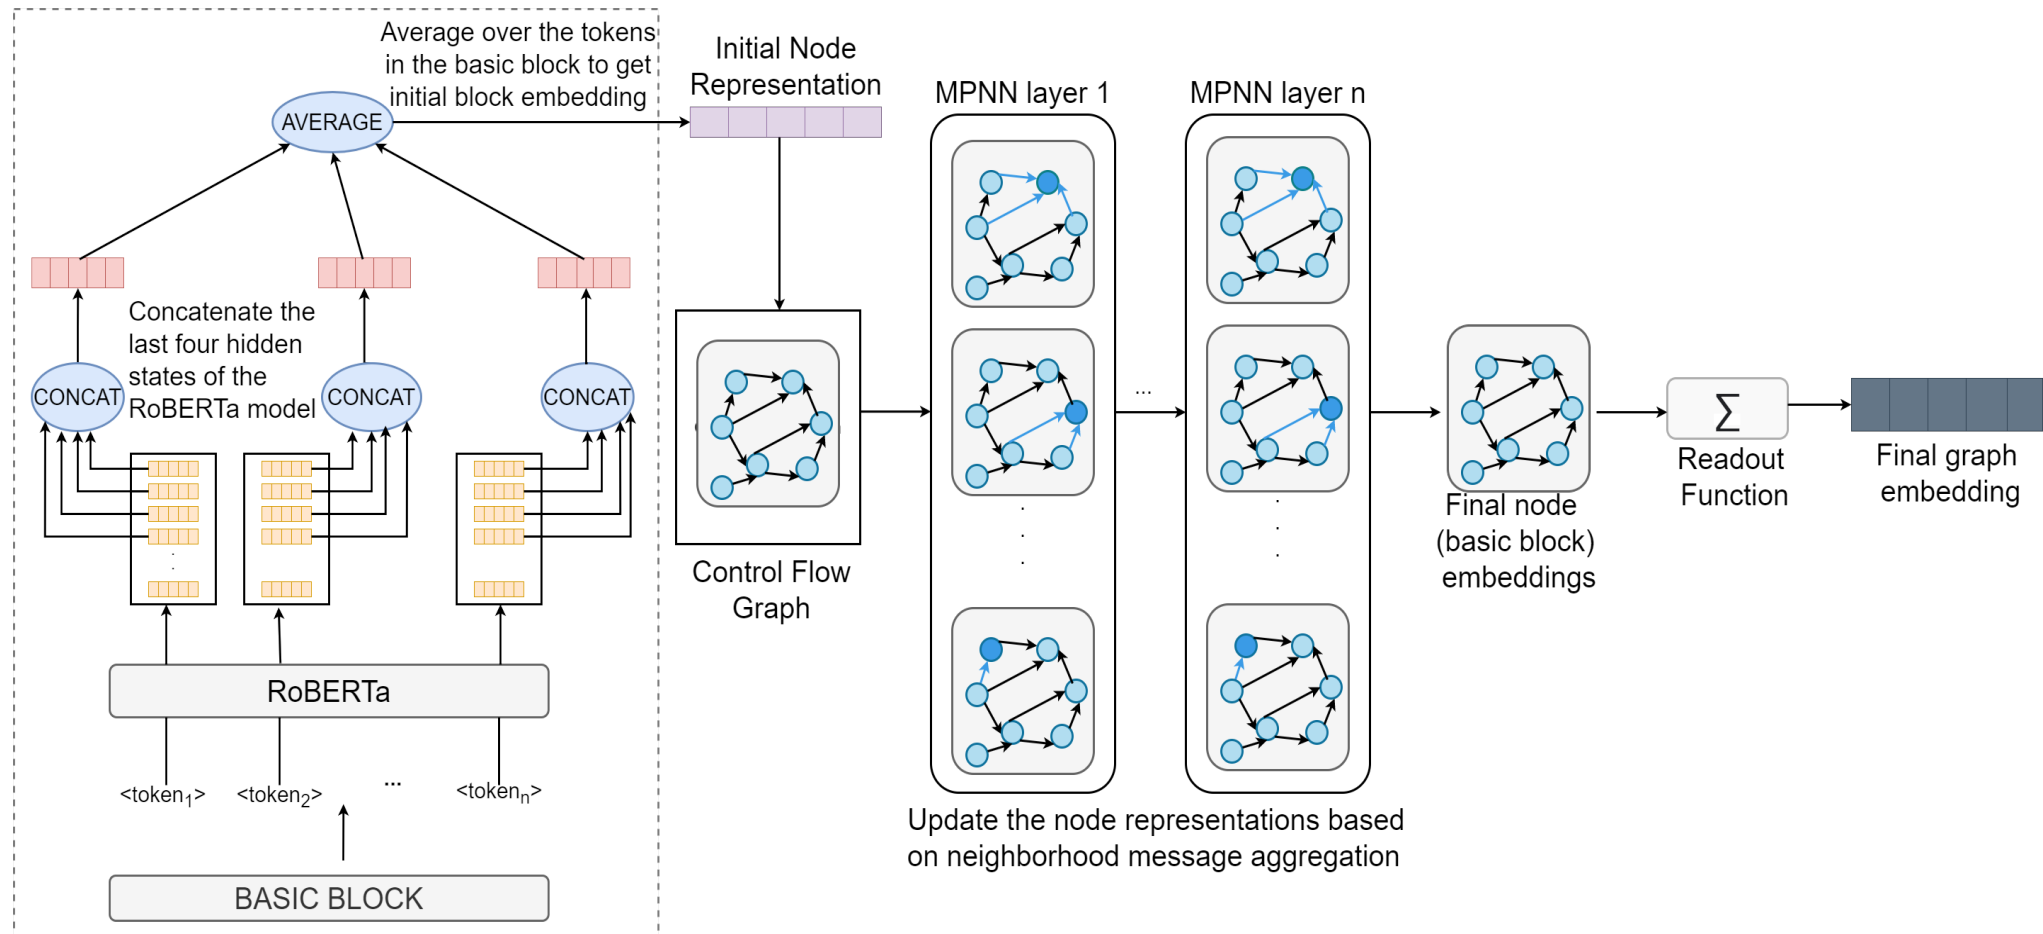 Average over the tokens
in the basic block to get
initial block embedding
AVERAGE
Concatenate the
last four hidden
states of the
RoBERTa model
CONCAT
CONCAT
CONCAT
.
.
RoBERTa
<token1>
<token2>
...
<tokenn>
BASIC BLOCK
Initial Node
Representation
Control Flow
Graph
MPNN layer 1
...
MPNN layer n
.
.
.
.
.
.
Update the node representations based
on neighborhood message aggregation
Final node
(basic block)
embeddings
∑
Readout
Function
Final graph
embedding